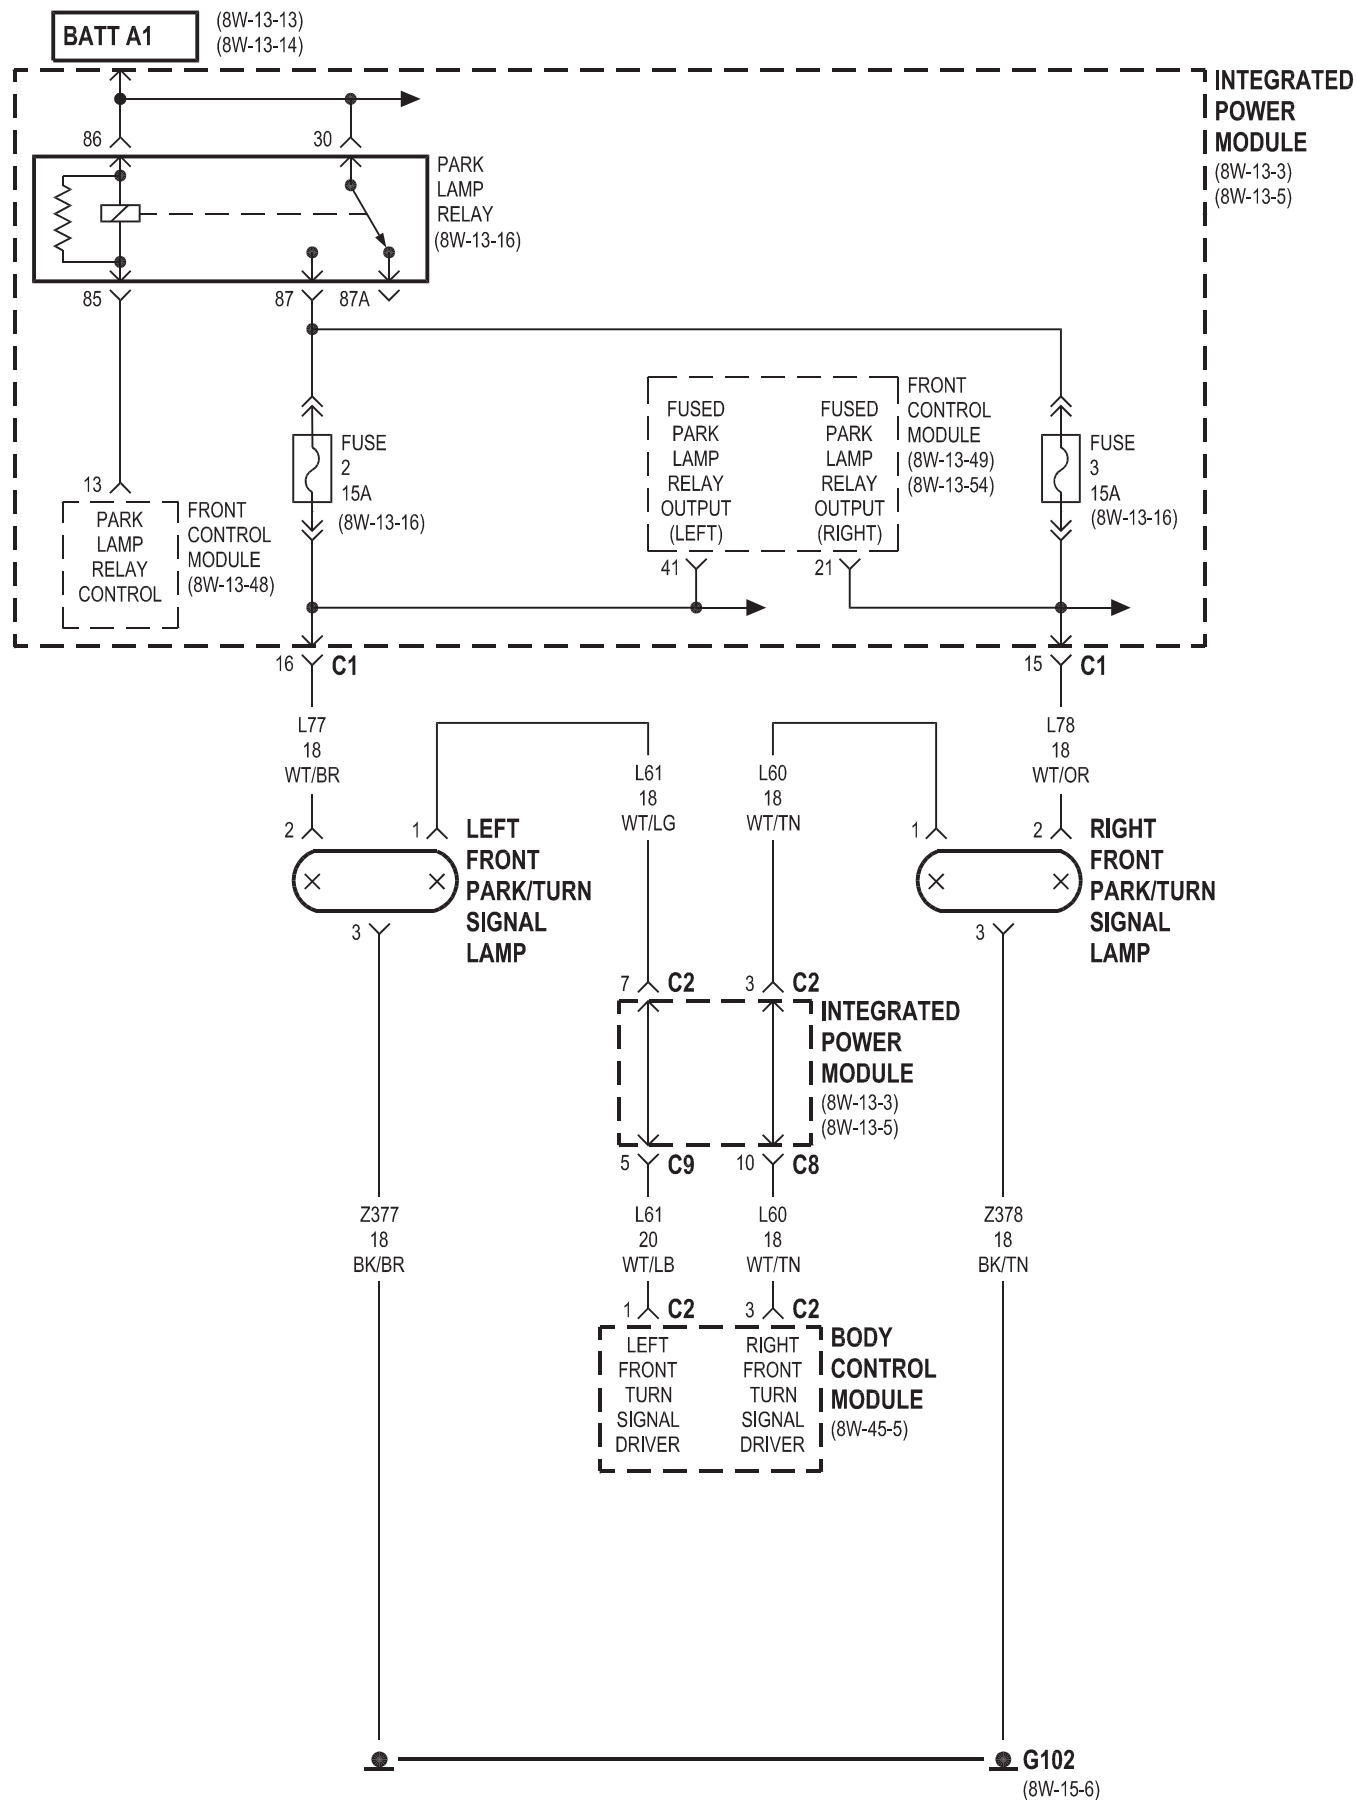 BATT A1
(8W-13-13)
(8W-13-14)
INTEGRATED
POWER
MODULE
(8W-13-3)
(8W-13-5)
86
30
PARK
LAMP
RELAY
(8W-13-16)
85
87
87A
FUSE
2
15A
(8W-13-16)
FUSED
PARK
LAMP
RELAY
OUTPUT
(LEFT)
FUSED
PARK
LAMP
RELAY
OUTPUT
(RIGHT)
FRONT
CONTROL
MODULE
(8W-13-49)
(8W-13-54)
FUSE
3
15A
(8W-13-16)
13
PARK
LAMP
RELAY
CONTROL
FRONT
CONTROL
MODULE
(8W-13-48)
41
21
16
C1
15
C1
L77
18
WT/BR
L61
18
WT/LG
L60
18
WT/TN
L78
18
WT/OR
2
1
LEFT
FRONT
PARK/TURN
SIGNAL
LAMP
3
1
2
RIGHT
FRONT
PARK/TURN
SIGNAL
LAMP
3
7
C2
3
C2
INTEGRATED
POWER
MODULE
(8W-13-3)
(8W-13-5)
5
C9
10
C8
Z377
18
BK/BR
L61
20
WT/LB
L60
18
WT/TN
Z378
18
BK/TN
1
C2
3
C2
LEFT
FRONT
TURN
SIGNAL
DRIVER
RIGHT
FRONT
TURN
SIGNAL
DRIVER
BODY
CONTROL
MODULE
(8W-45-5)
G102
(8W-15-6)